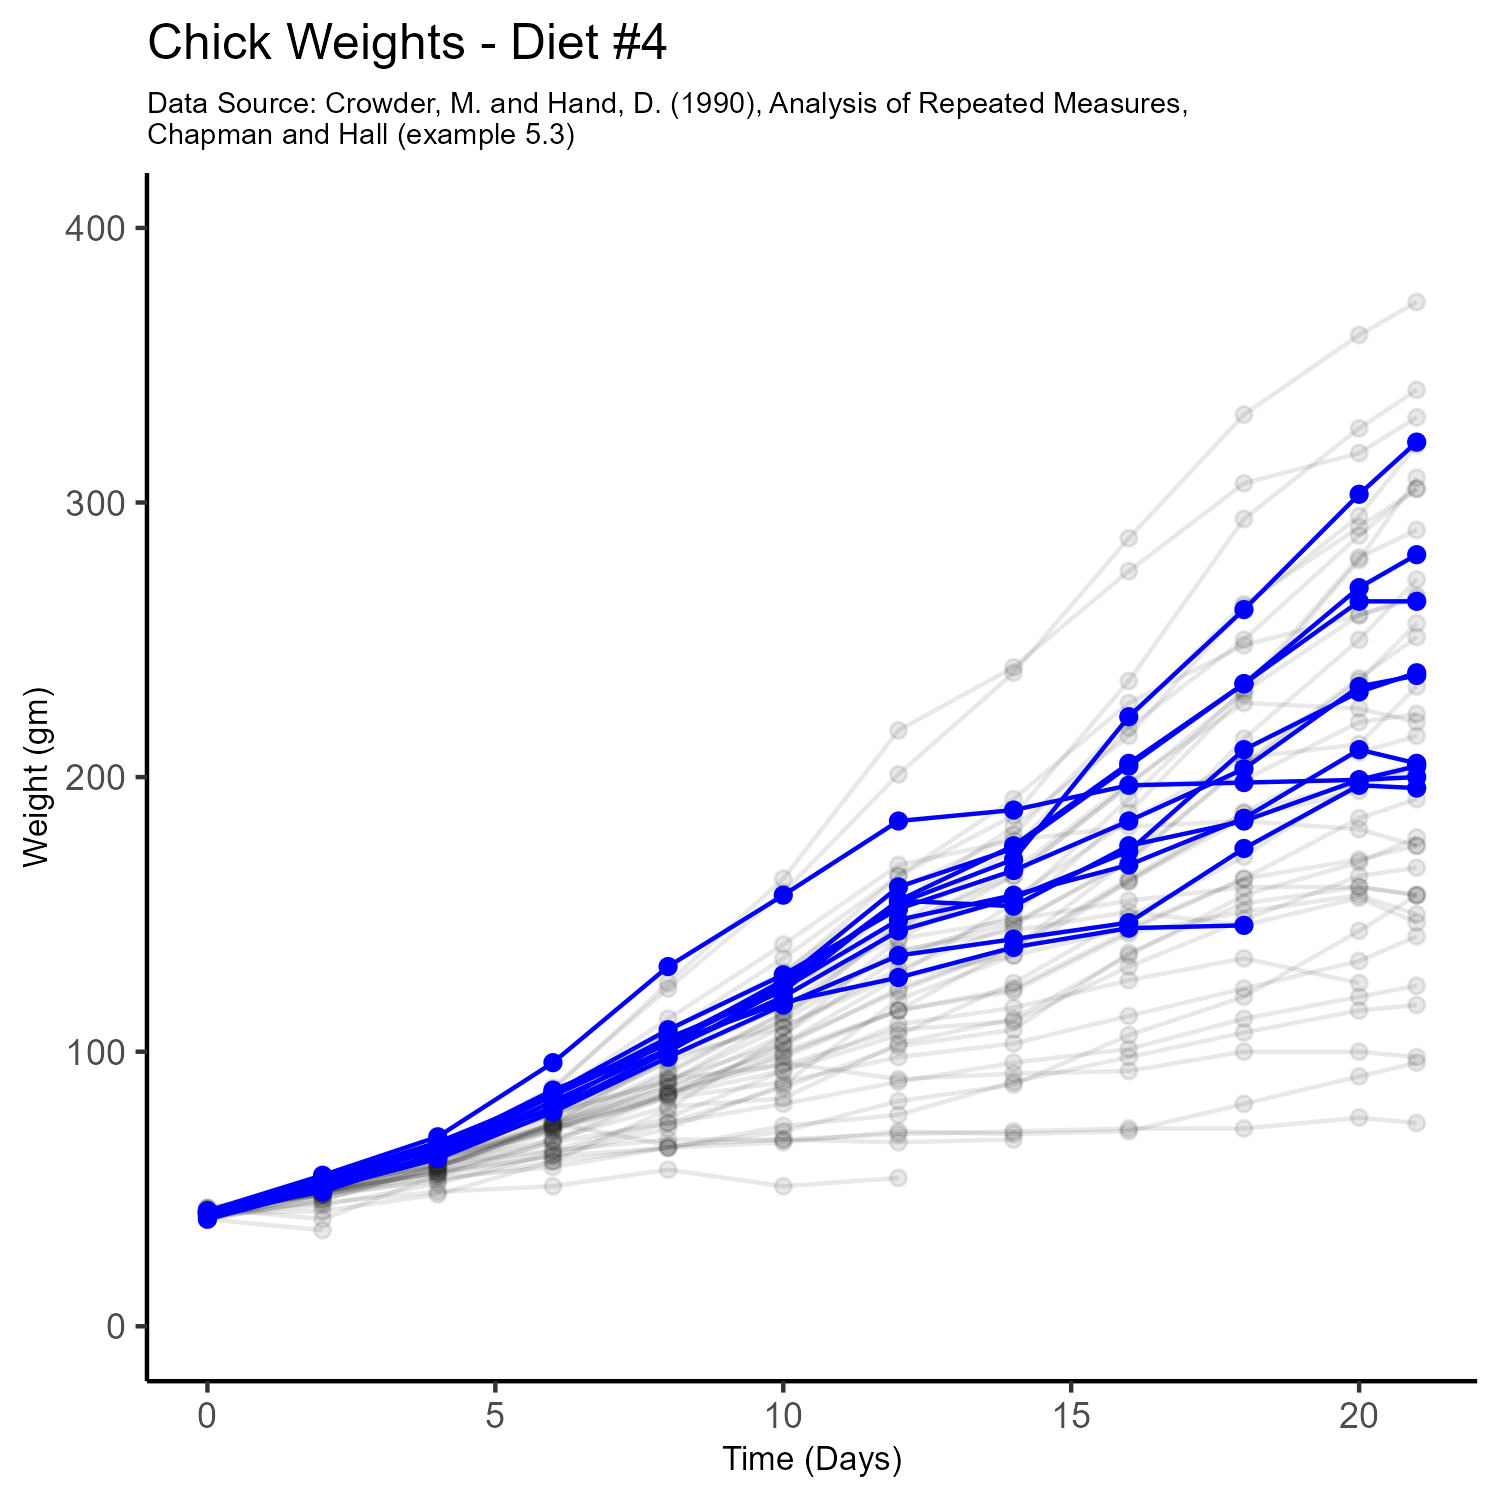 Chick Weights - Diet #4
Data Source: Crowder, M. and Hand, D. (1990), Analysis of Repeated Measures,
Chapman and Hall (example 5.3)
400
300
200
100
0
Weight (gm)
0 5 10 15 20
Time (Days)